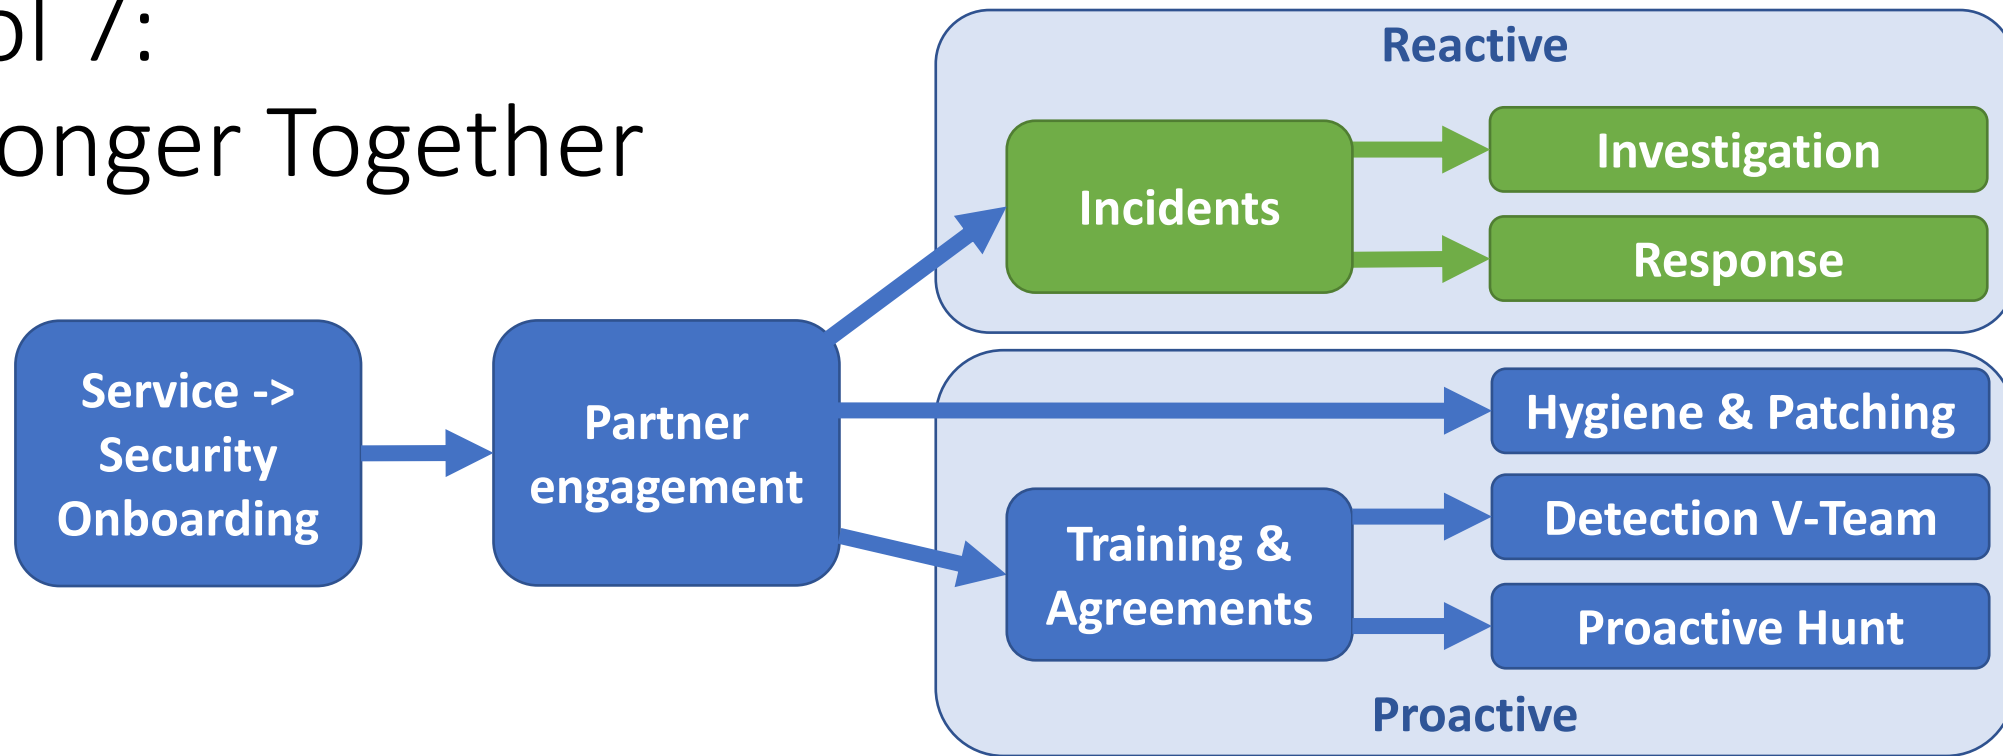 7:
Together
Reactive
Incidents
Investigation
Response
Service ->
Security
Onboarding
Partner
engagement
Hygiene & Patching
Training &
Agreements
Detection V-Team
Proactive Hunt
Proactive